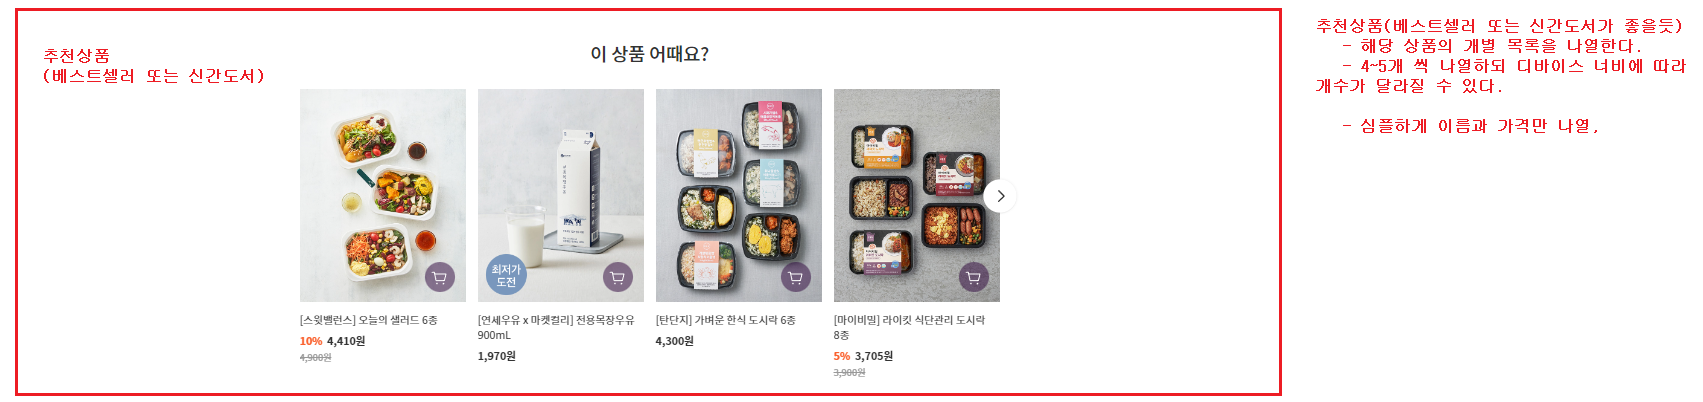 추천상품
(베스트셀러 또는 신간도서)
이 상품 어때요?
최저가
도전
[스윗밸런스] 오늘의 샐러드 6종
10% 4,410원
4,900원
[연세우유 x 마켓컬리] 전용목장우유
900mL
1,970원
[탄단지] 가벼운 한식 도시락 6종
4,300원
[마이비밀] 라이킷 식단관리 도시락
8종
5% 3,705원
3,900원
추천상품(베스트셀러 또는 신간도서가 좋을듯)
- 해당 상품의 개별 목록을 나열한다.
- 4~5개 씩 나열하되 디바이스 너비에 따라
개수가 달라질 수 있다.
- 심플하게 이름과 가격만 나열,